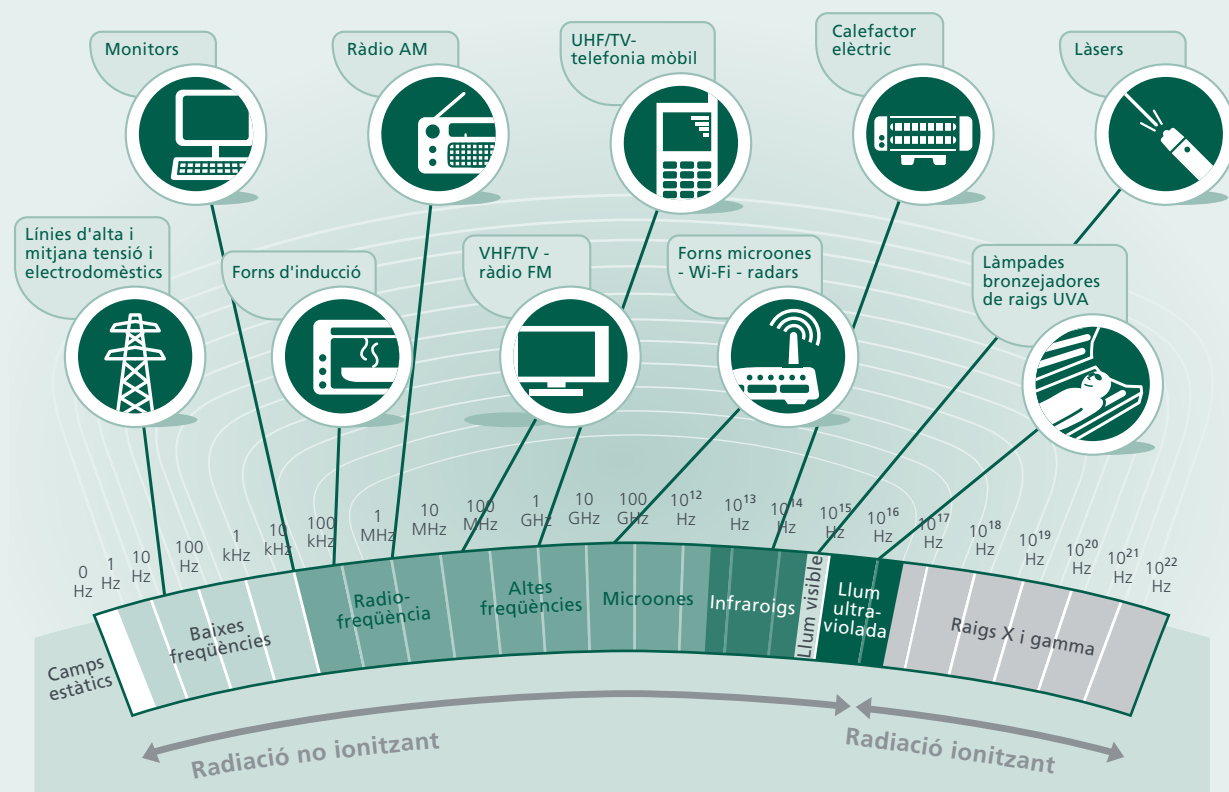 Monitors
Ràdio AM
UHF/TV-
telefonia mòbil
Calefactor
elèctric
Làsers
Línies d'alta i
mitjana tensió i
electrodomèstics
Forns d'inducció
VHF/TV -
ràdio FM
Forns microones
- Wi-Fi - radars
Làmpades
bronzejadores
de raigs UVA
0
Hz
1
Hz
10
Hz
100
Hz
1
kHz
10
kHz
100
kHz
1
MHz
10
MHz
100
MHz
1
GHz
10
GHz
100
GHz
10¹²
Hz
10¹³
Hz
10¹⁴
Hz
10¹⁵
Hz
10¹⁶
Hz
10¹⁷
Hz
10¹⁸
Hz
10¹⁹
Hz
10²⁰
Hz
10²¹
Hz
10²²
Hz
Camps
estàtics
Baixes
freqüències
Radio-
freqüència
Altes
freqüències
Microones
Infraroigs
Llum visible
Llum
ultra-
violada
Raigs X i gamma
Radiació no ionitzant
Radiació ionitzant